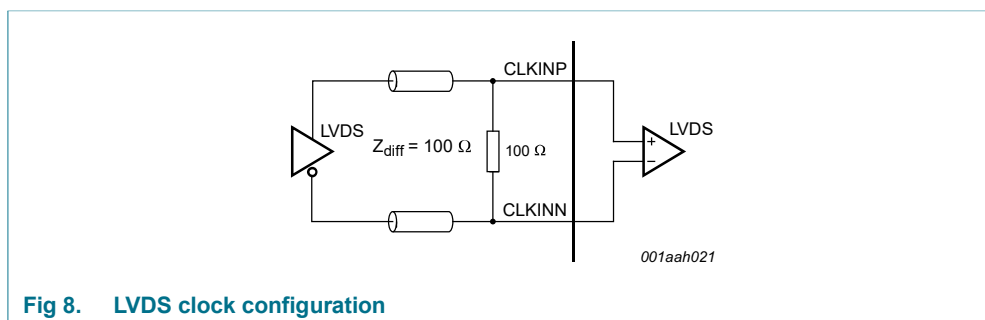 CLKINP
LVDS
Zdiff = 100 Ω
100 Ω
LVDS
+
−
CLKINN
001aah021
Fig 8. LVDS clock configuration